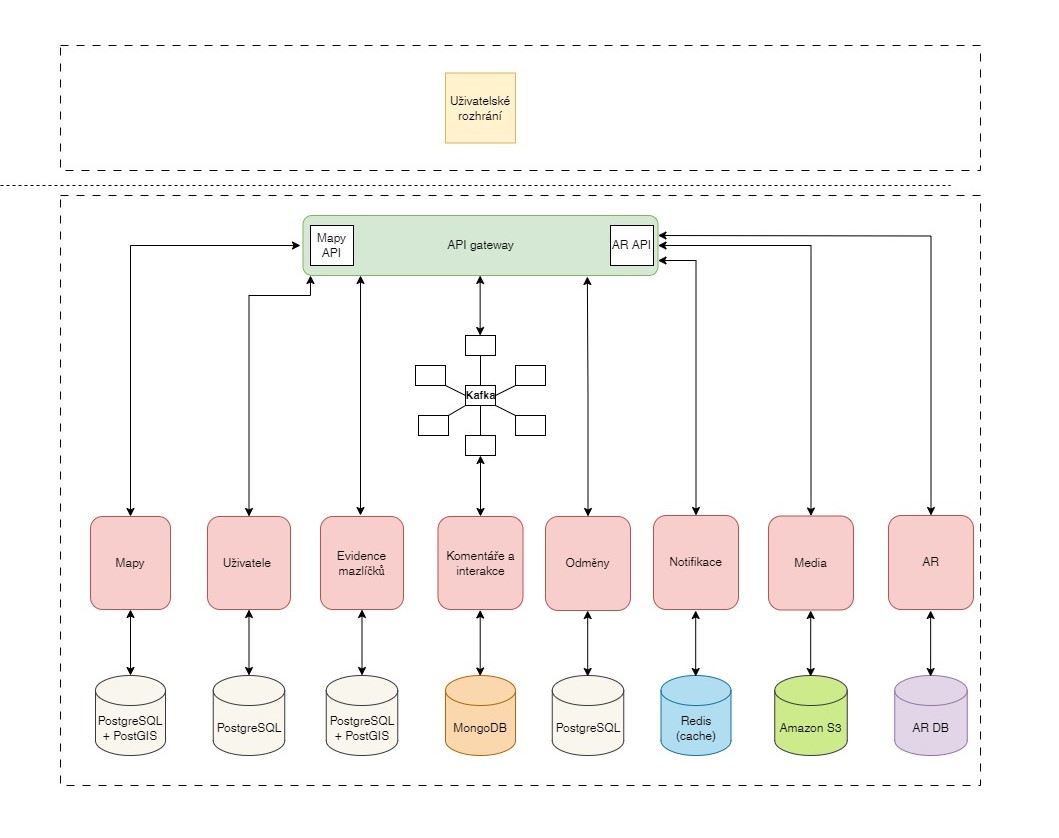 Uživatelské
rozhrání
Mapy
API
API gateway
AR API
Kafka
Mapy
Uživatele
Evidence
mazlíčků
Komentáře a
interakce
Odměny
Notifikace
Media
AR
PostgreSQL
+ PostGIS
PostgreSQL
PostgreSQL
+ PostGIS
MongoDB
PostgreSQL
Redis
(cache)
Amazon S3
AR DB